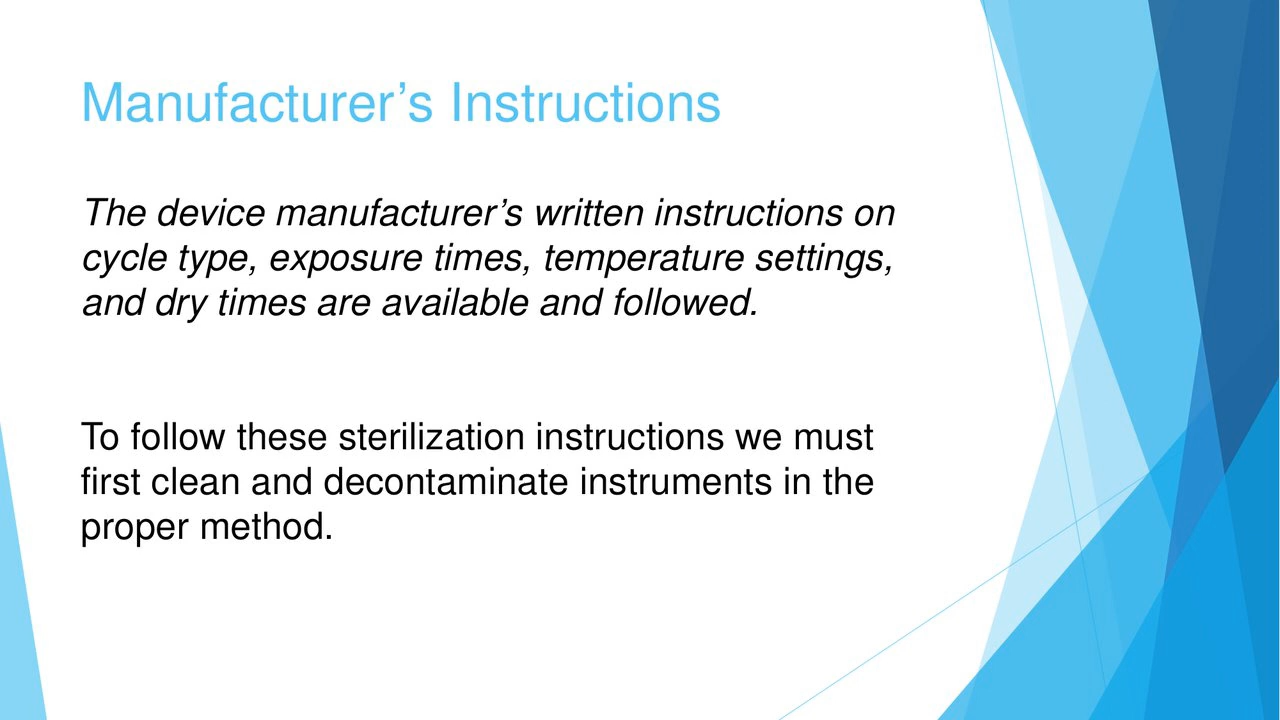 Manufacturer’s Instructions
The device manufacturer’s written instructions on
cycle type, exposure times, temperature settings,
and dry times are available and followed.
To follow these sterilization instructions we must
first clean and decontaminate instruments in the
proper method.